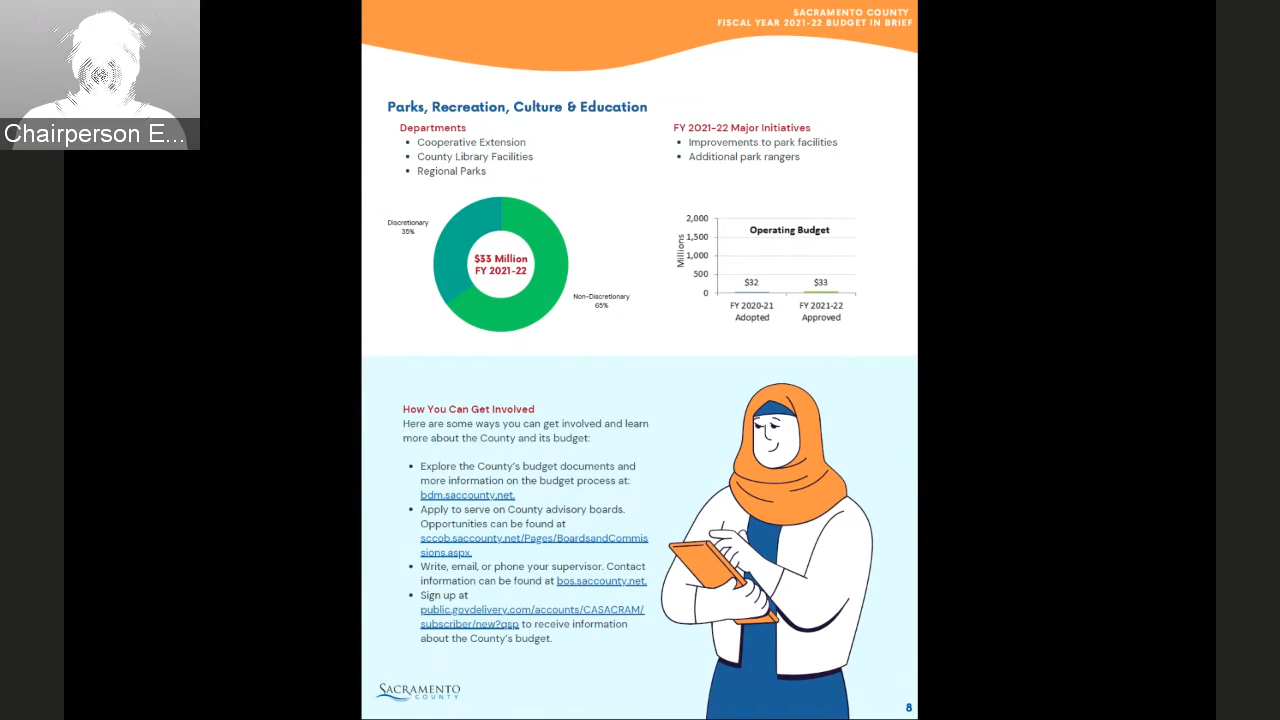 SACRAMENTO COUNTY
FISCAL YEAR 2021-22 BUDGET IN BRIEF
Chairperson E...
Parks, Recreation, Culture & Education
Departments
• Cooperative Extension
• County Library Facilities
• Regional Parks
FY 2021-22 Major Initiatives
• Improvements to park facilities
• Additional park rangers
Discretionary
35%
$33 Million
FY 2021-22
Non-Discretionary
65%
Operating Budget
Millions
2,000
1,500
1,000
500
0
$32
$33
FY 2020-21
Adopted
FY 2021-22
Approved
How You Can Get Involved
Here are some ways you can get involved and learn
more about the County and its budget:
• Explore the County's budget documents and
more information on the budget process at:
bdm.saccounty.net.
• Apply to serve on County advisory boards.
Opportunities can be found at
sccob.saccounty.net/Pages/BoardsandCommis
sions.aspx.
• Write, email, or phone your supervisor. Contact
information can be found at bos.saccounty.net.
• Sign up at
public.govdelivery.com/accounts/CASACRAM/
subscriber/new?qsp to receive information
about the County's budget.
SACRAMENTO
COUNTY
8